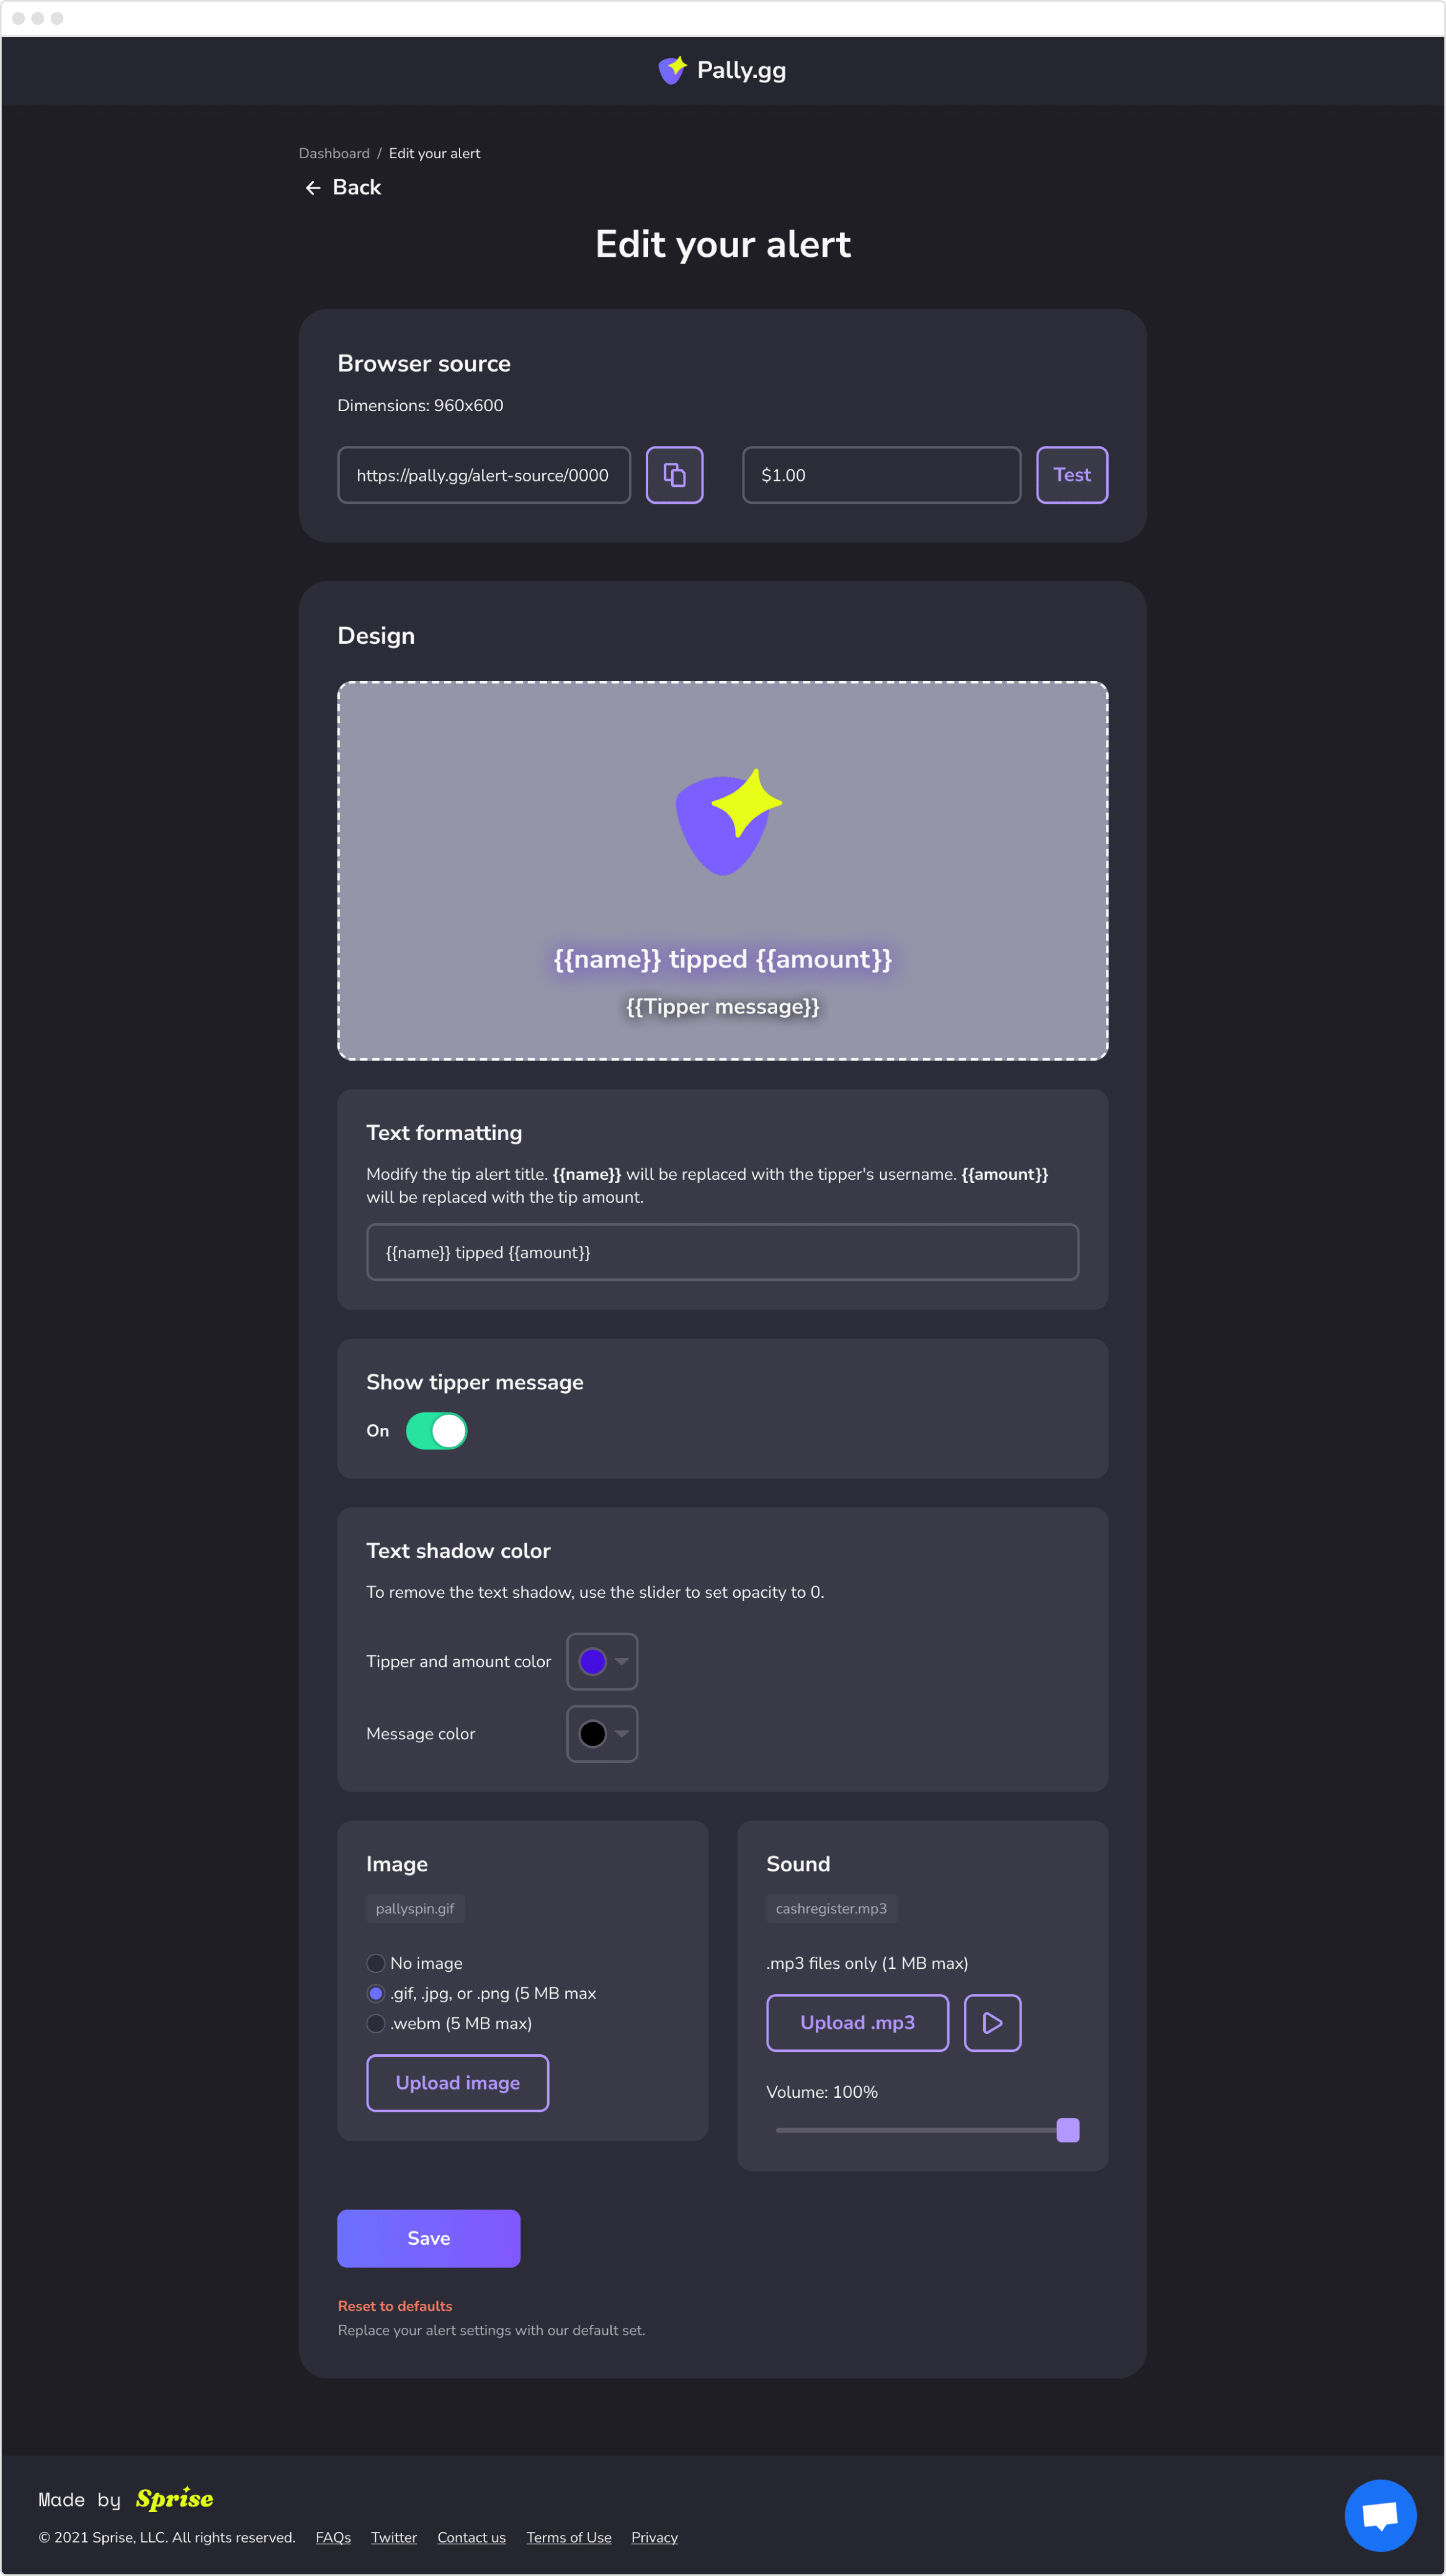 Pally.gg
Dashboard / Edit your alert
Back
Edit your alert
Browser source
Dimensions: 960x600
https://pally.gg/alert-source/0000
$1.00
Test
Design
{{name}} tipped {{amount}}
{{Tipper message}}
Text formatting
Modify the tip alert title. {{name}} will be replaced with the tipper's username. {{amount}}
will be replaced with the tip amount.
{{name}} tipped {{amount}}
Show tipper message
On
Text shadow color
To remove the text shadow, use the slider to set opacity to 0.
Tipper and amount color
Message color
Image
pallyspin.gif
No image
.gif, .jpg, or .png (5 MB max
.webm (5 MB max)
Upload image
Sound
cashregister.mp3
.mp3 files only (1 MB max)
Upload .mp3
Volume: 100%
Save
Reset to defaults
Replace your alert settings with our default set.
Made by Sprise
© 2021 Sprise, LLC. All rights reserved. FAQs Twitter Contact us Terms of Use Privacy